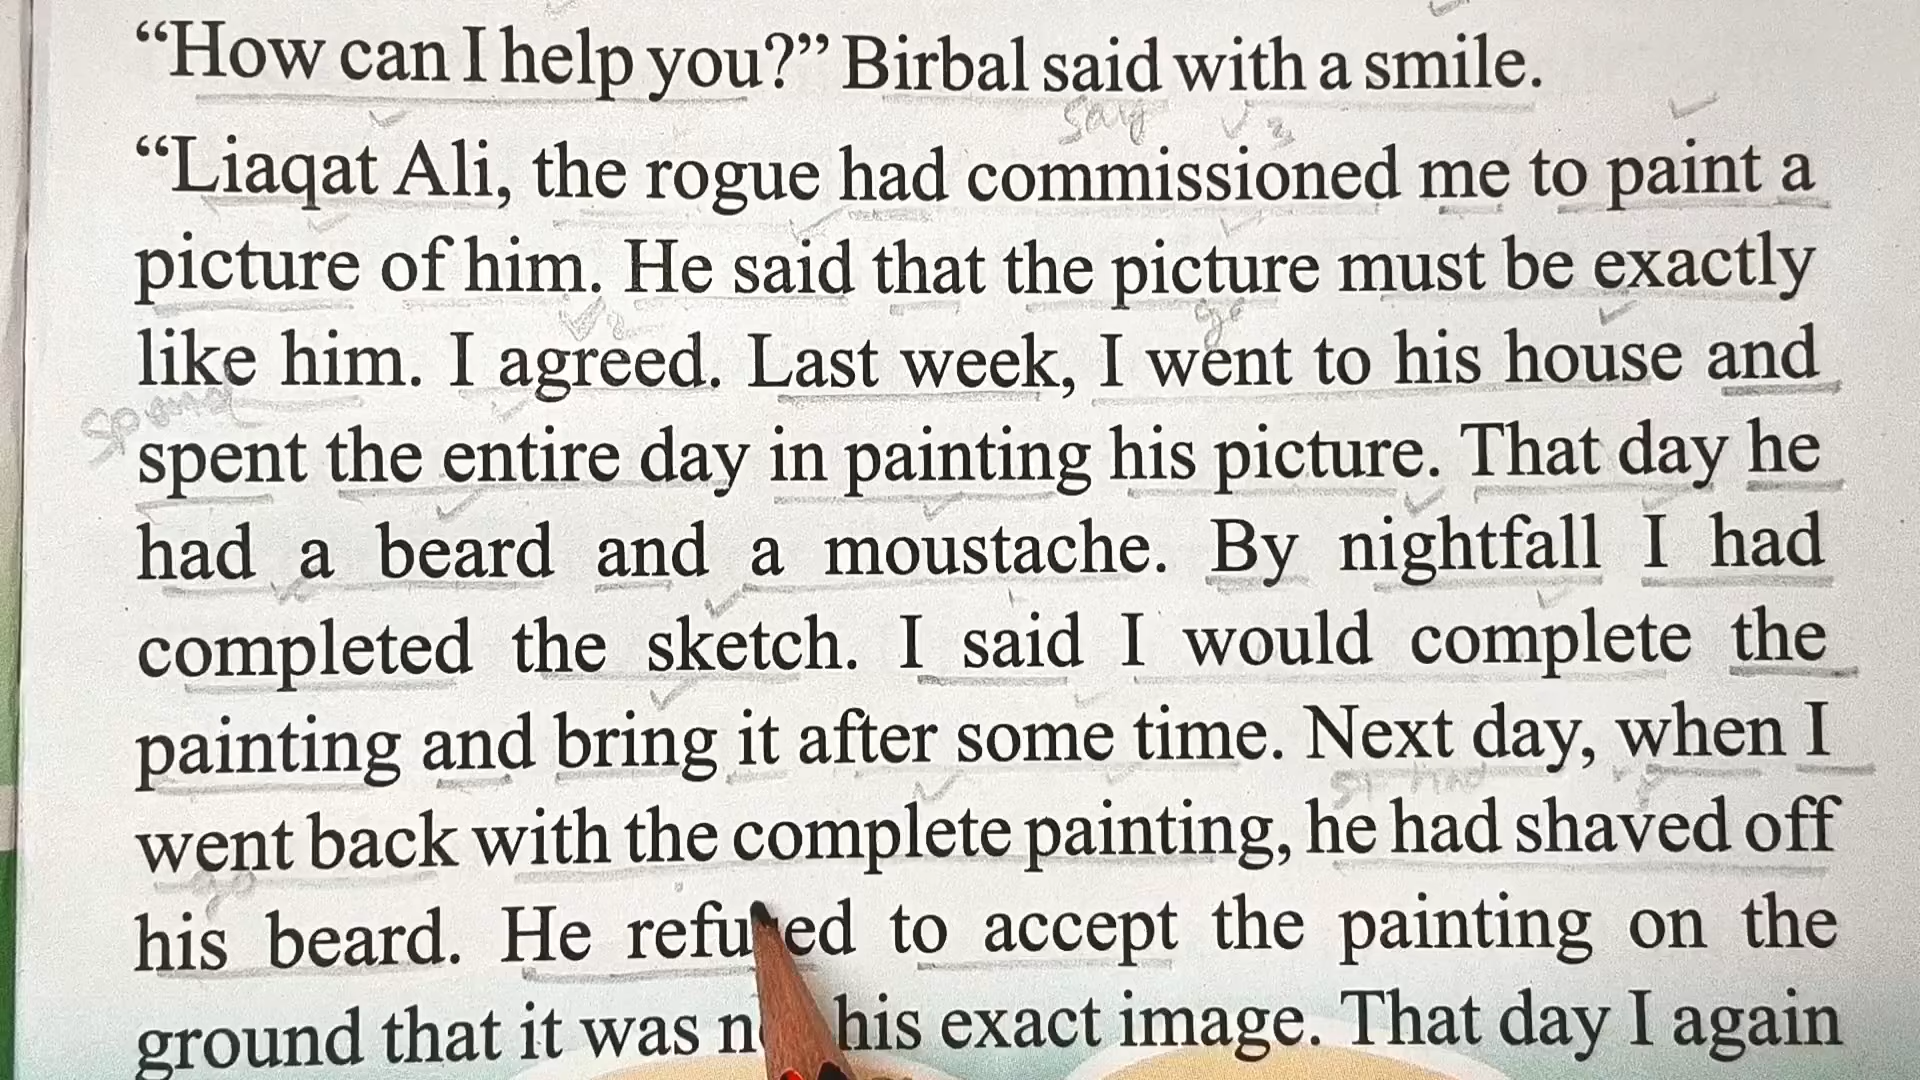 “How can I help you?” Birbal said with a smile.
say
“Liaqat Ali, the rogue had commissioned me to paint a
picture of him. He said that the picture must be exactly
go
like him. I agreed. Last week, I went to his house and
spent the entire day in painting his picture. That day he
had a beard and a moustache. By nightfall I had
completed the sketch. I said I would complete the
painting and bring it after some time. Next day, when I
went back with the complete painting, he had shaved off
go
his beard. He refused to accept the painting on the
ground that it was his exact image. That day I again